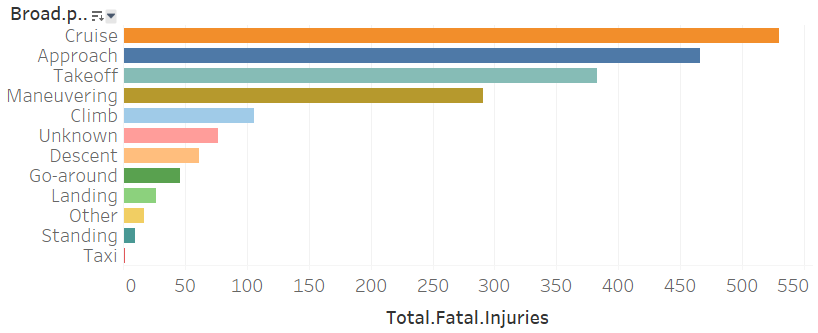 Broad.p..
Cruise
Approach
Takeoff
Maneuvering
Climb
Unknown
Descent
Go-around
Landing
Other
Standing
Taxi
0 50 100 150 200 250 300 350 400 450 500 550
Total.Fatal.Injuries